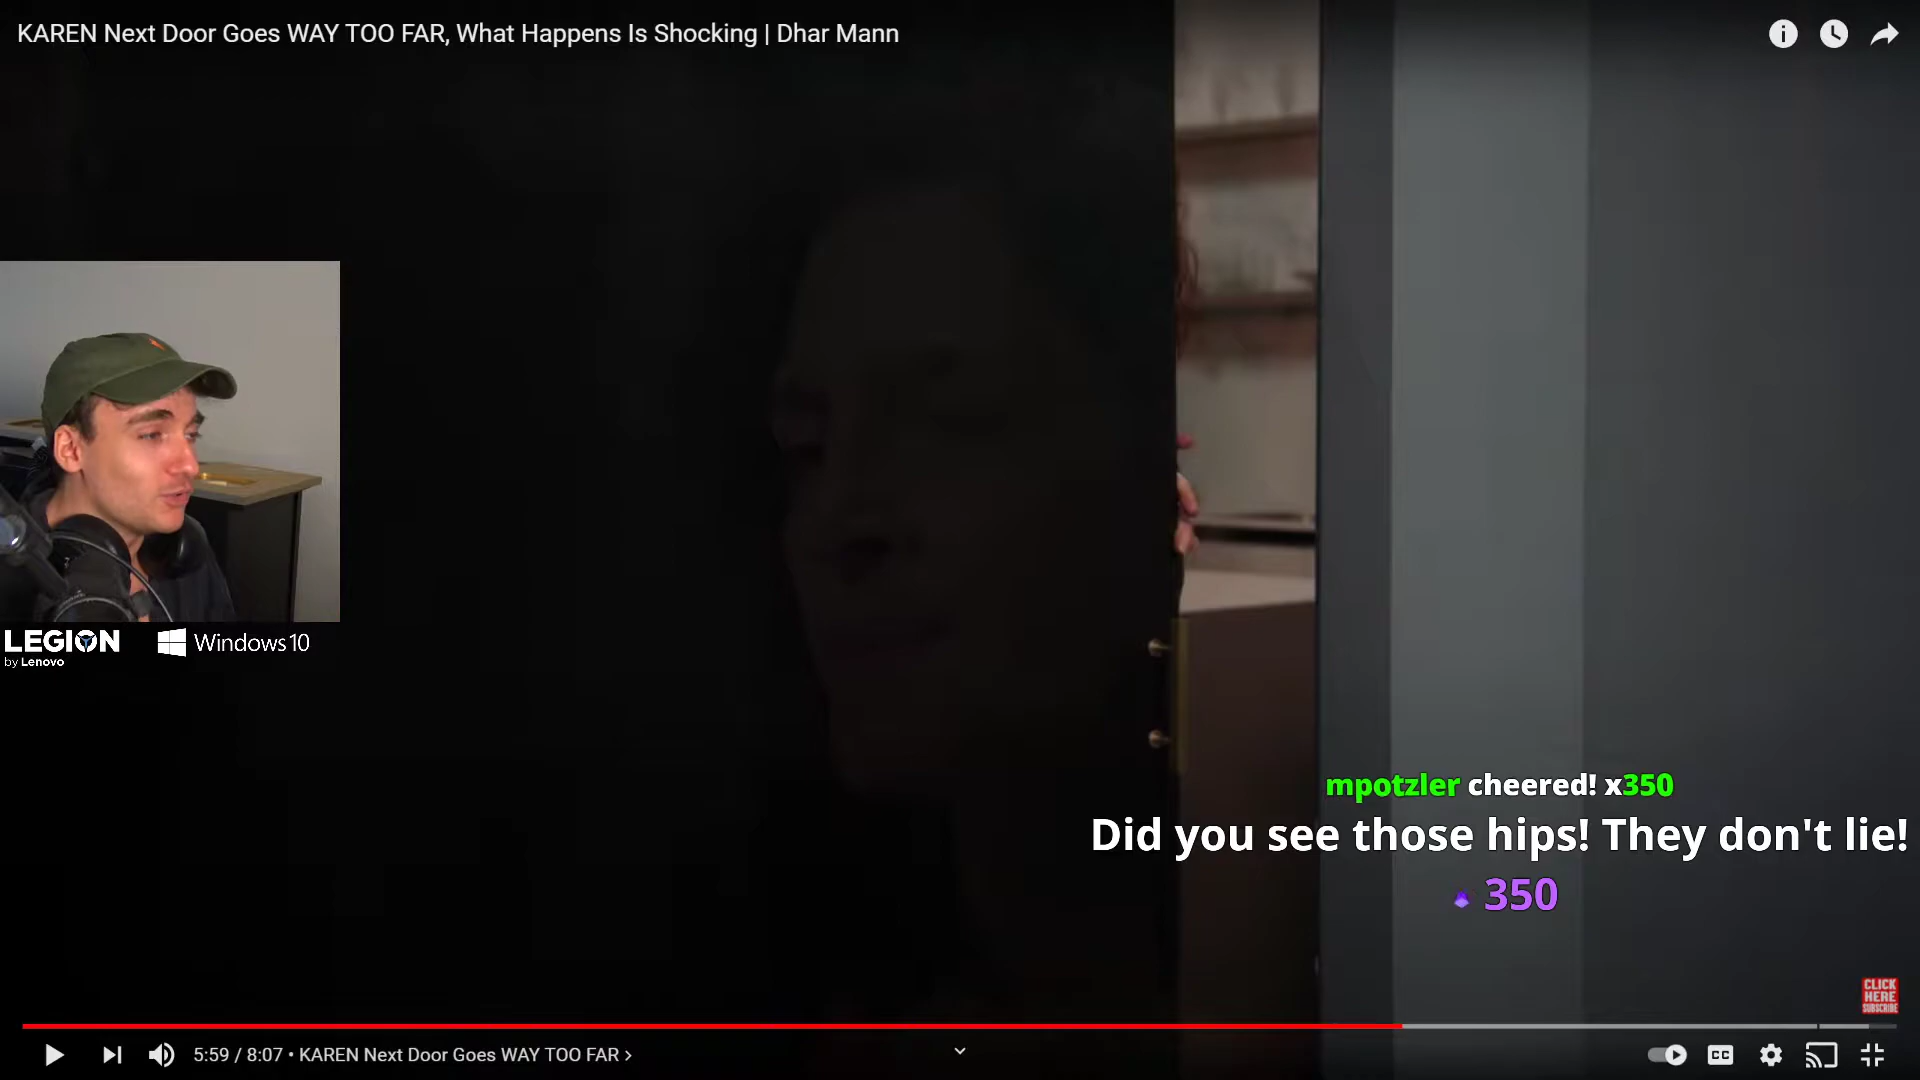 KAREN Next Door Goes WAY TOO FAR, What Happens Is Shocking | Dhar Mann
LEGION
by Lenovo
Windows 10
mpotzler cheered! x350
Did you see those hips! They don't lie!
350
CLICK
HERE
SUBSCRIBE
5:59 / 8:07 • KAREN Next Door Goes WAY TOO FAR >
CC